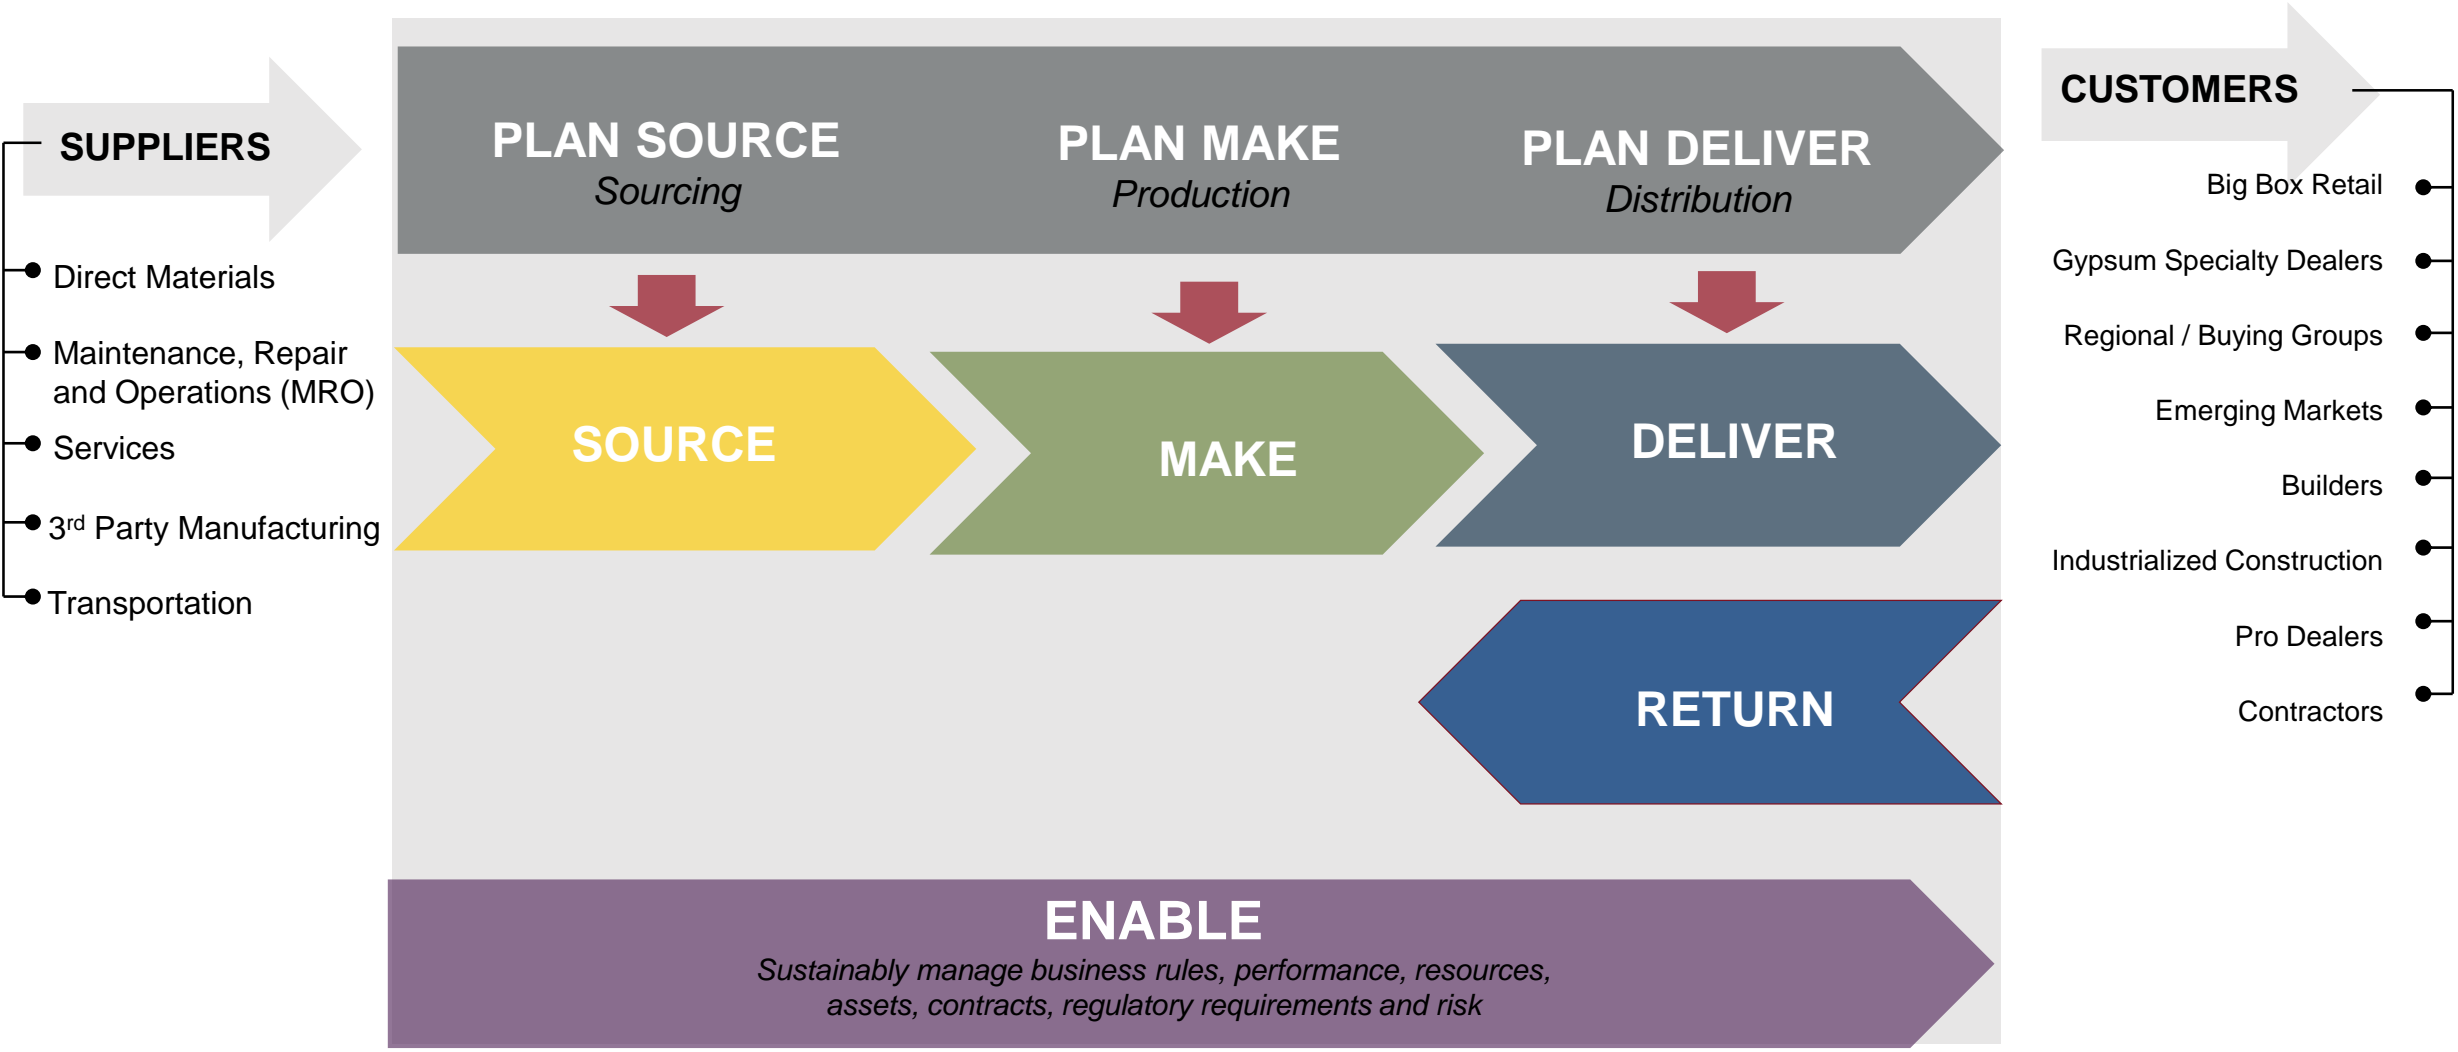 SUPPLIERS
Direct Materials
Maintenance, Repair
and Operations (MRO)
Services
3rd Party Manufacturing
Transportation
PLAN SOURCE
Sourcing
PLAN MAKE
Production
PLAN DELIVER
Distribution
SOURCE
MAKE
DELIVER
RETURN
ENABLE
Sustainably manage business rules, performance, resources,
assets, contracts, regulatory requirements and risk
CUSTOMERS
Big Box Retail
Gypsum Specialty Dealers
Regional / Buying Groups
Emerging Markets
Builders
Industrialized Construction
Pro Dealers
Contractors